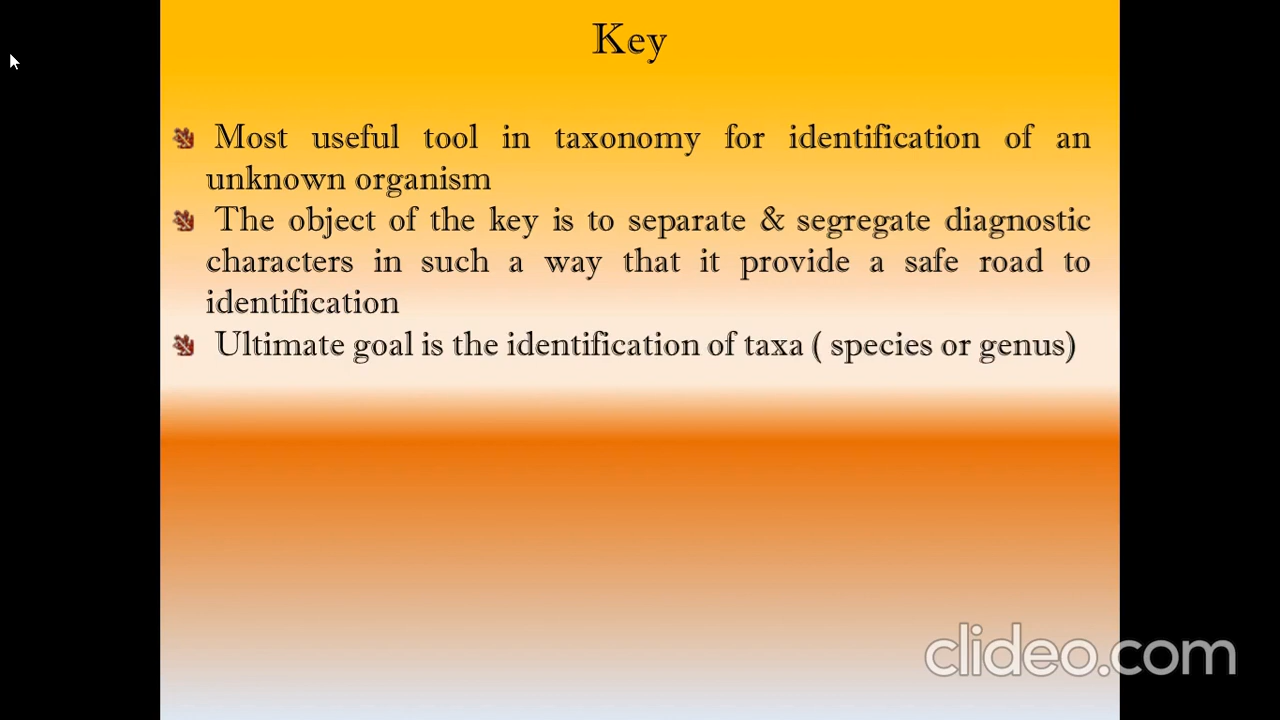 Key
Most useful tool in taxonomy for identification of an
unknown organism
The object of the key is to separate & segregate diagnostic
characters in such a way that it provide a safe road to
identification
Ultimate goal is the identification of taxa ( species or genus)
clideo.com